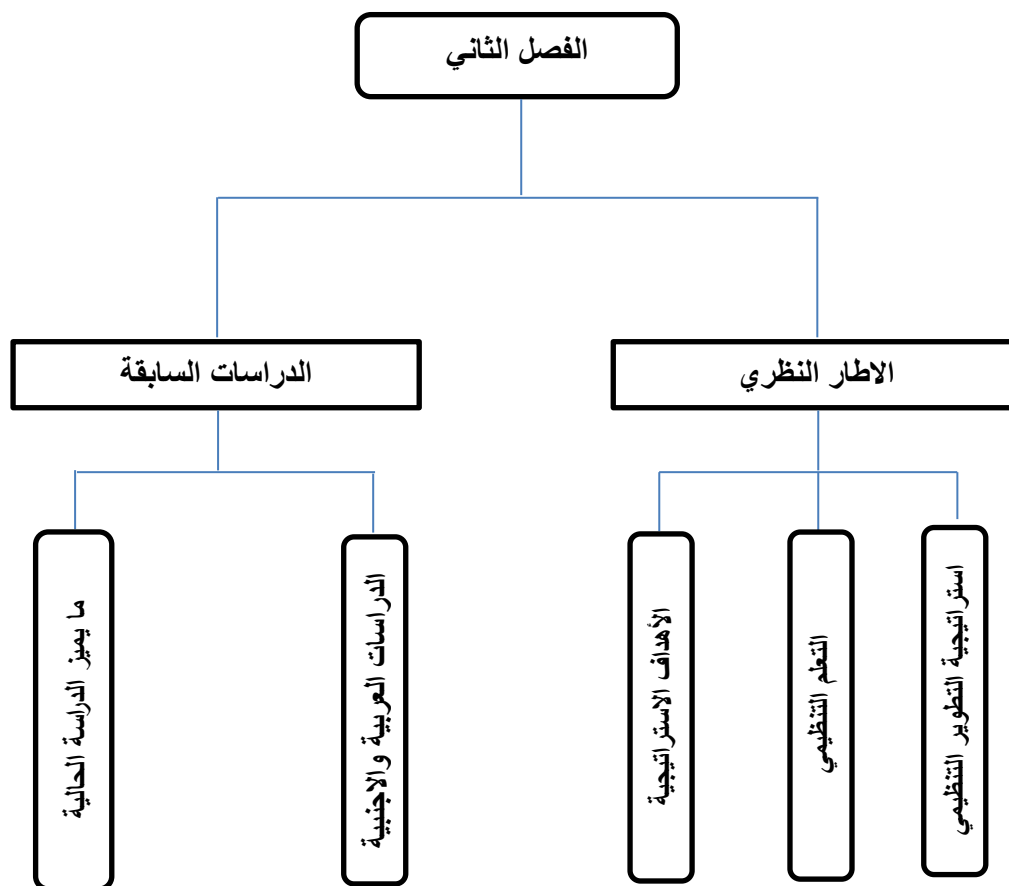 الفصل الثاني
الاطار النظري
الدراسات السابقة
استراتيجية التطوير التنظيمي
التعلم التنظيمي
الأهداف الاستراتيجية
الدراسات العربية والاجنبية
ما يميز الدراسة الحالية